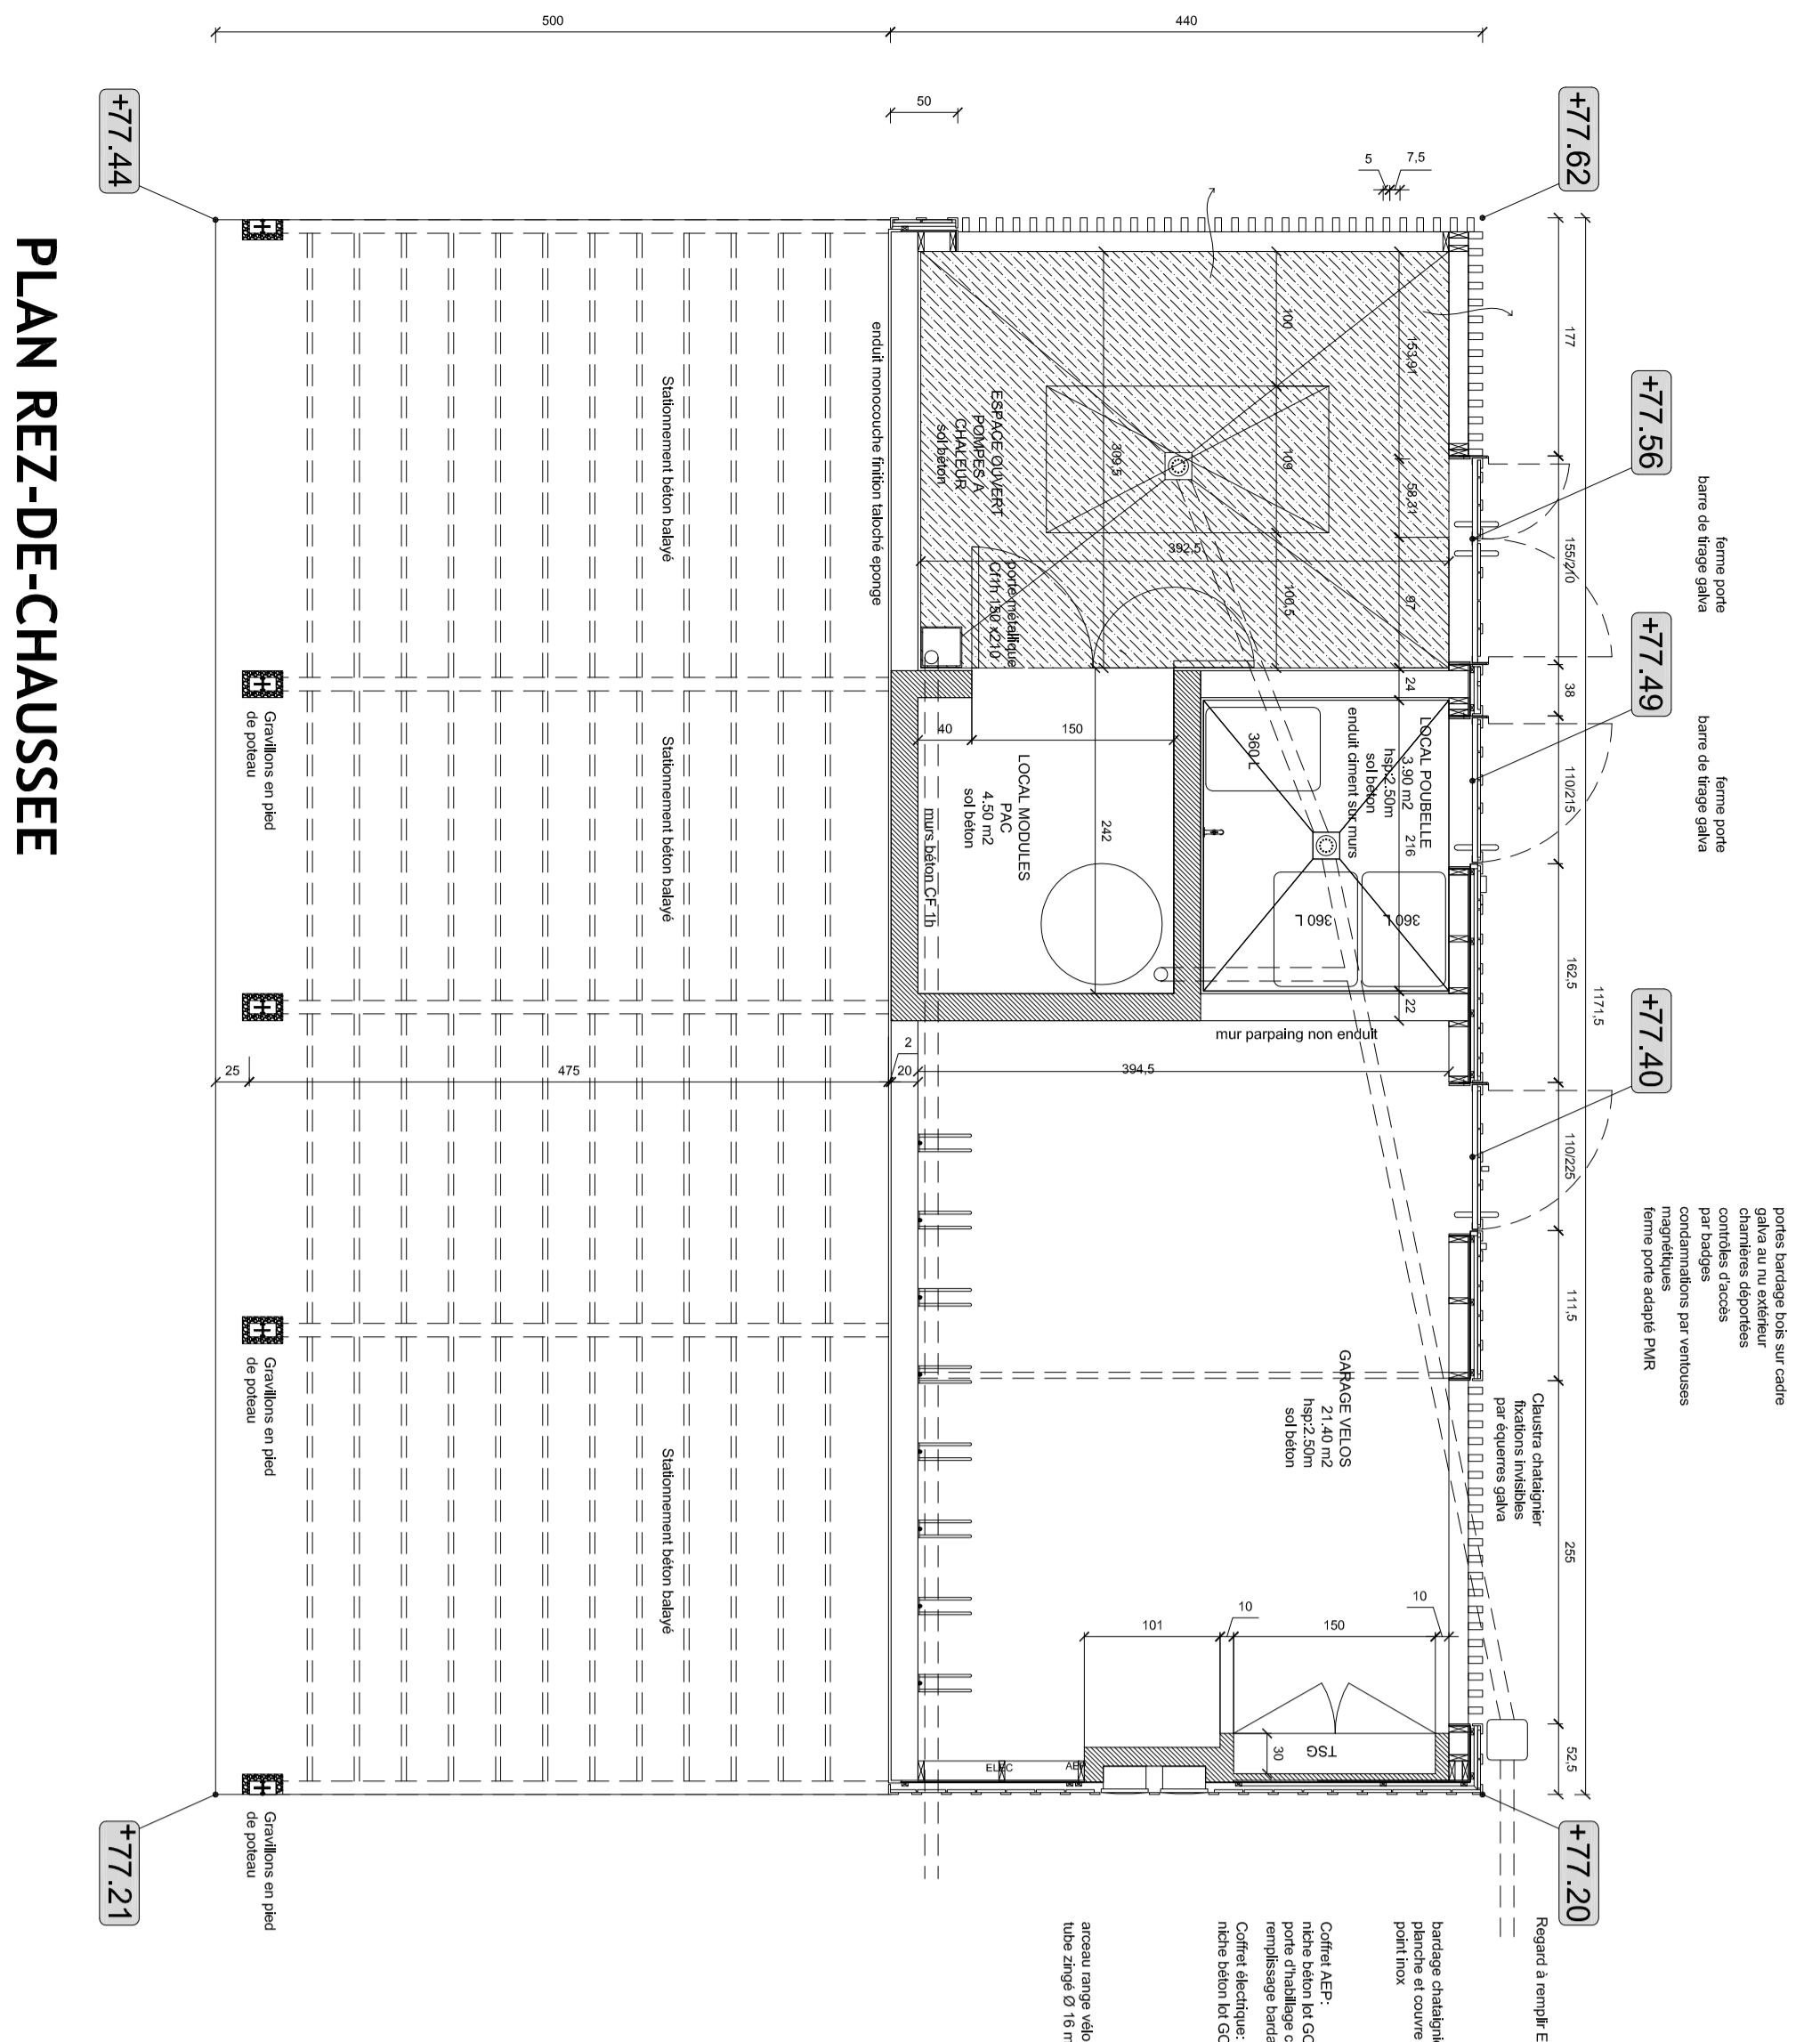 PLAN REZ-DE-CHAUSSEE
500
440
50
5
7,5
+77.44
+77.62
+77.56
+77.49
+77.40
+77.20
+77.21
ferme porte
barre de tirage galva
ferme porte
barre de tirage galva
portes bardage bois sur cadre
galva au nu extérieur
charnières déportées
contrôles d'accès
par badges
condamnations par ventouses
magnétiques
ferme porte adapté PMR
Claustra chataignier
fixations invisibles
par équerres galva
177
155/210
38
110/215
162,5
1171,5
110/225
111,5
255
52,5
153,91
58,31
97
24
216
22
100
109
100,5
309,5
392,5
ESPACE OUVERT
POMPES A
CHALEUR
sol béton
porte métallique
Cf1h 150 x210
enduit monocouche finition taloché éponge
LOCAL POUBELLE
3.90 m2
hsp:2.50m
sol béton
enduit ciment sur murs
360 L
360 L
360 L
40
150
242
LOCAL MODULES
PAC
4.50 m2
sol béton
murs béton CF 1h
mur parpaing non enduit
2
20
394,5
25
475
GARAGE VELOS
21.40 m2
hsp:2.50m
sol béton
101
10
150
10
30
TSG
ELEC
AEP
Stationnement béton balayé
Stationnement béton balayé
Stationnement béton balayé
Gravillons en pied
de poteau
Gravillons en pied
de poteau
Gravillons en pied
de poteau
Regard à remplir E
bardage chataigni
planche et couvre
point inox
Coffret AEP:
niche béton lot GO
porte d'habillage c
remplissage barda
Coffret électrique:
niche béton lot GO
arceau range vélo
tube zingé Ø 16 m